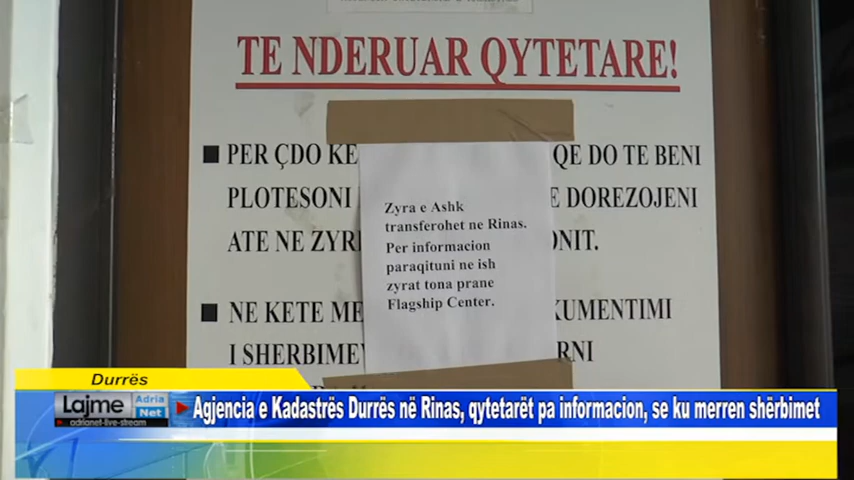 TE NDERUAR QYTETARE!
PER ÇDO KE QE DO TE BENI
PLOTESONI E DOREZOJENI
ATE NE ZYR ONIT.
Zyra e Ashk
transferohet ne Rinas.
Per informacion
paraqituni ne ish
zyrat tona prane
Flagship Center.
NE KETE ME KUMENTIMI
I SHERBIME RNI
Durrës
Lajme Adria Net
adrianet-live-stream
Agjencia e Kadastrës Durrës në Rinas, qytetarët pa informacion, se ku merren shërbimet